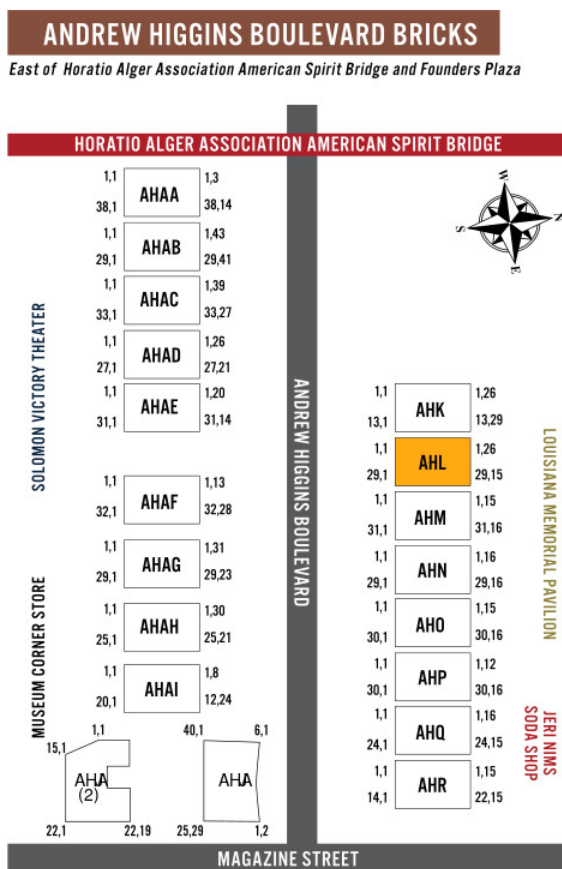 ANDREW HIGGINS BOULEVARD BRICKS
East of Horatio Alger Association American Spirit Bridge and Founders Plaza
HORATIO ALGER ASSOCIATION AMERICAN SPIRIT BRIDGE
W
N
S
E
1,1 AHAA 1,3
38,1 38,14
1,1 AHAB 1,43
29,1 29,41
1,1 AHAC 1,39
33,1 33,27
1,1 AHAD 1,26
27,1 27,21
1,1 AHAE 1,20
31,1 31,14
1,1 AHAF 1,13
32,1 32,28
1,1 AHAG 1,31
29,1 29,23
1,1 AHAH 1,30
25,1 25,21
1,1 AHAI 1,8
20,1 12,24
SOLOMON VICTORY THEATER
MUSEUM CORNER STORE
1,1
15,1
AHA
(2)
22,1 22,19
40,1 6,1
AHA
25,29 1,2
ANDREW HIGGINS BOULEVARD
1,1 AHK 1,26
13,1 13,29
1,1 AHL 1,26
29,1 29,15
1,1 AHM 1,15
31,1 31,16
1,1 AHN 1,16
29,1 29,16
1,1 AHO 1,15
30,1 30,16
1,1 AHP 1,12
30,1 30,16
1,1 AHQ 1,16
24,1 24,15
1,1 AHR 1,15
14,1 22,15
LOUISIANA MEMORIAL PAVILION
JERI NIMS
SODA SHOP
MAGAZINE STREET